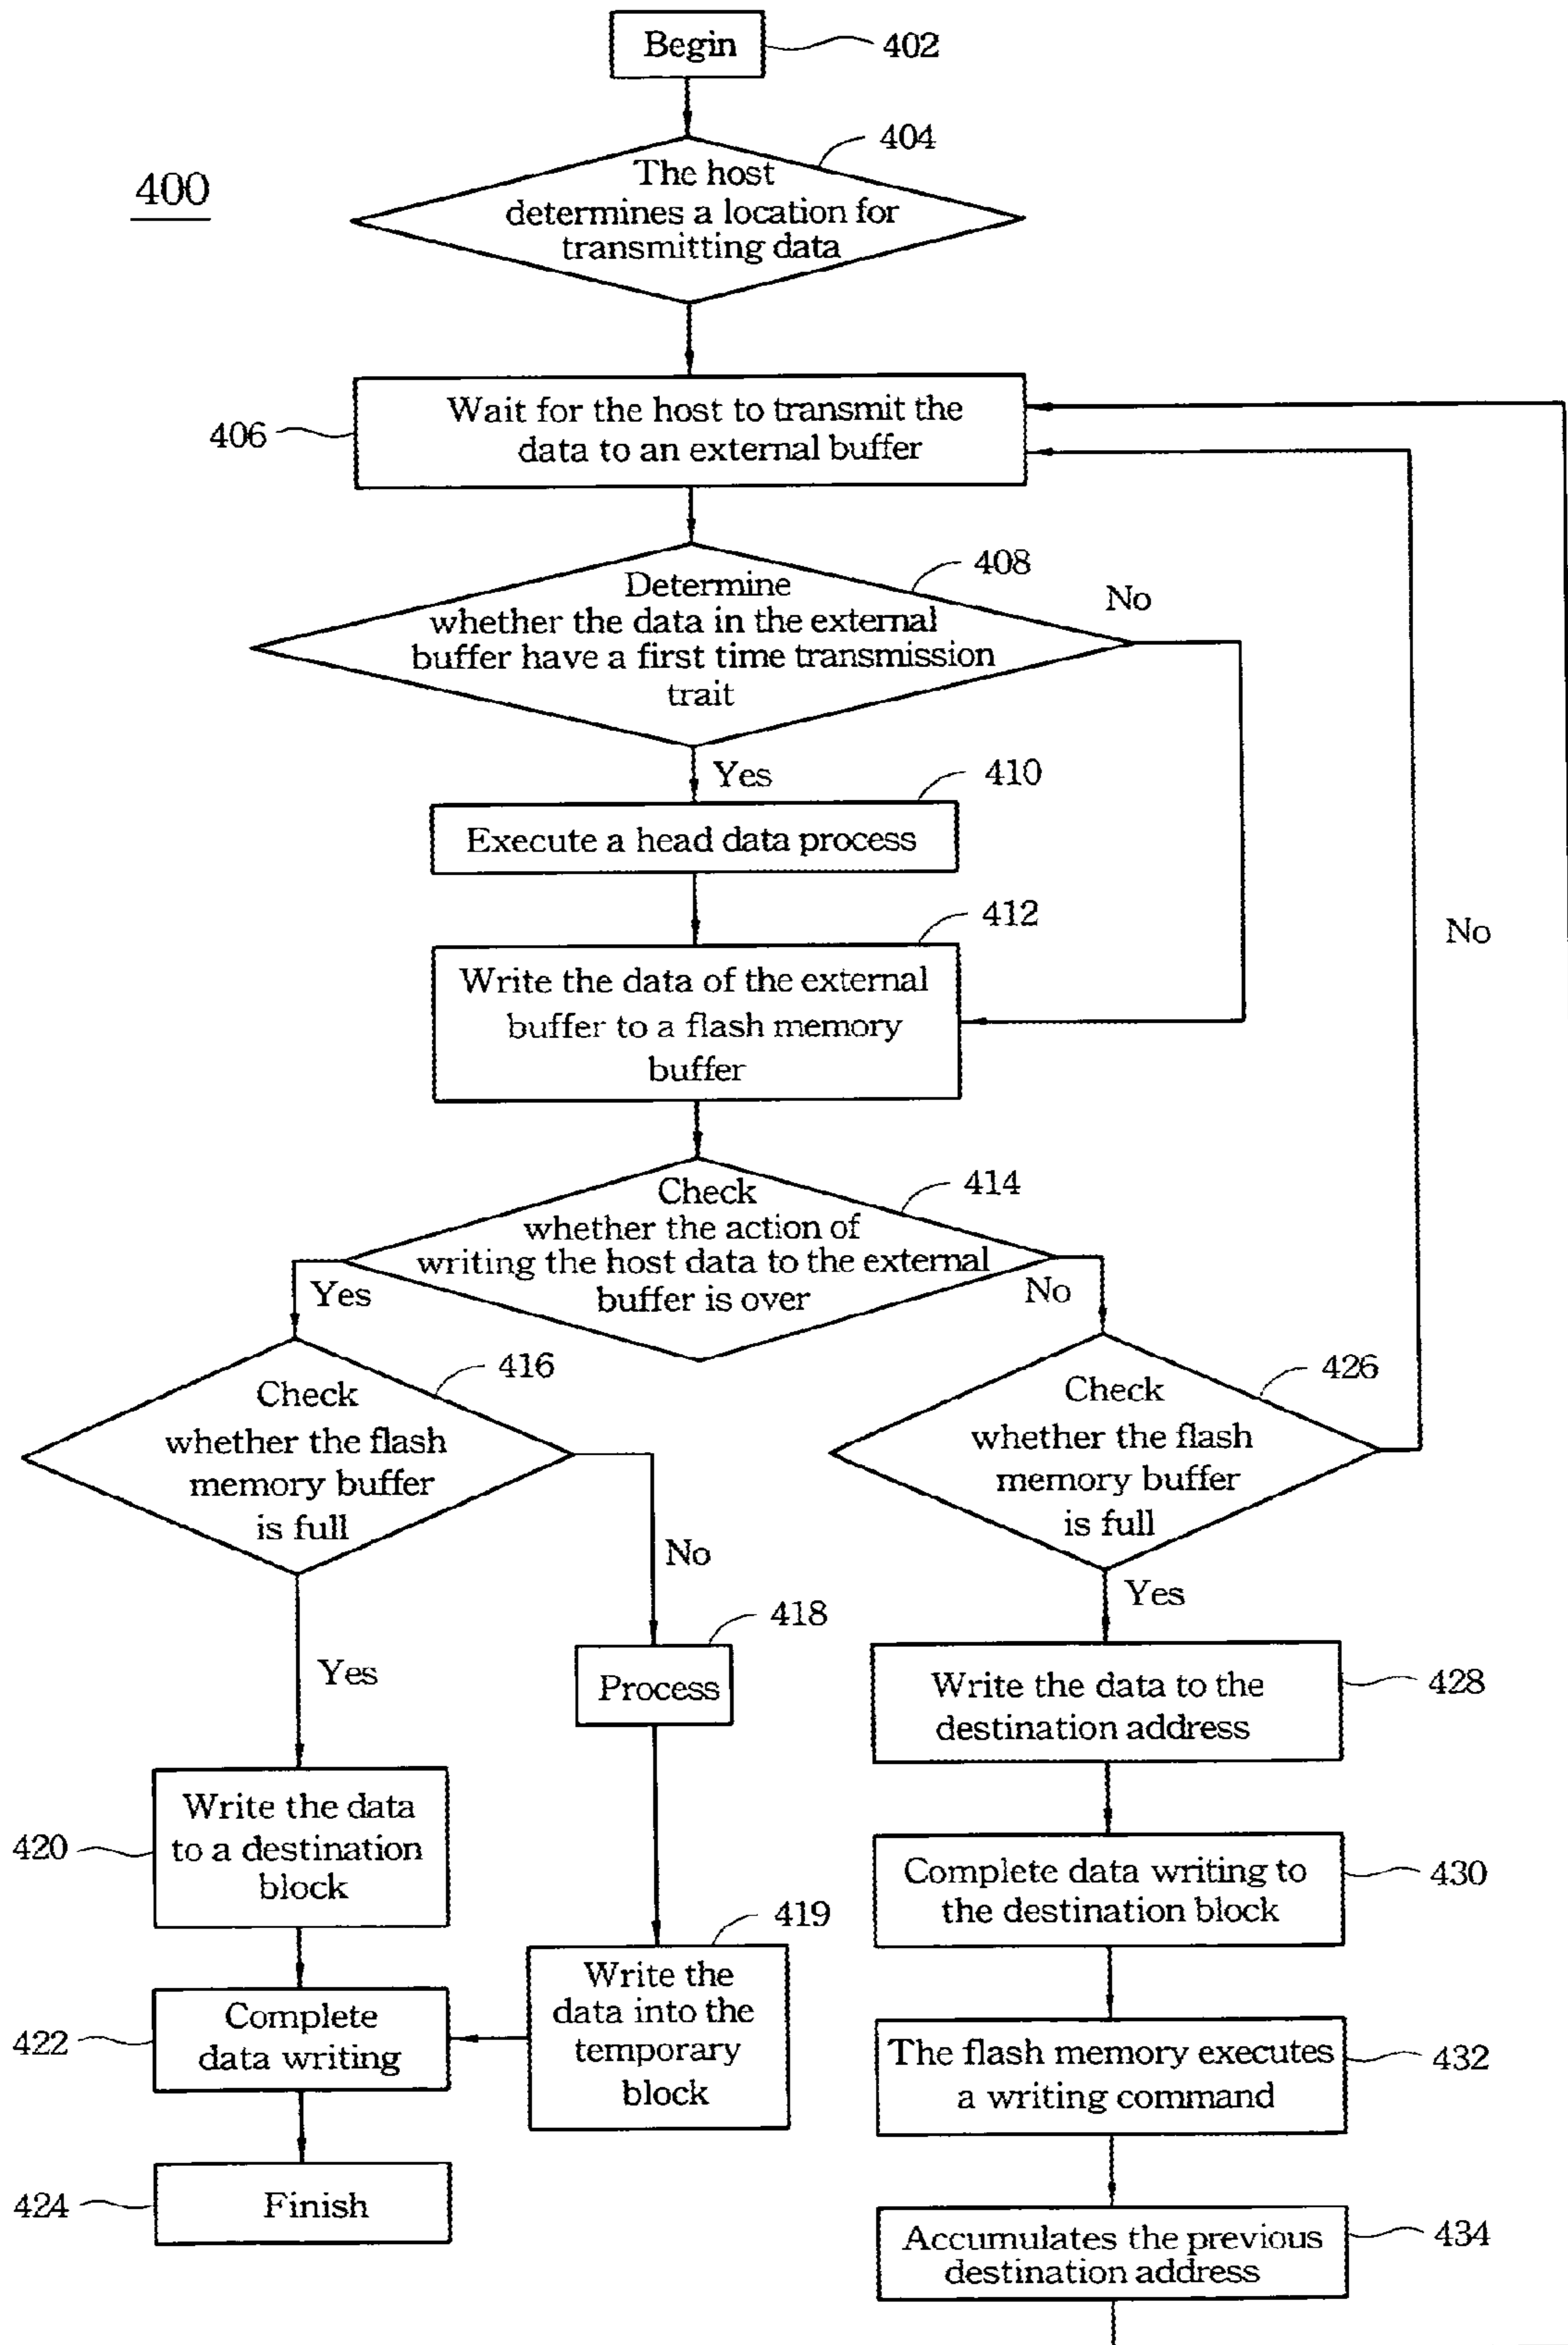 Begin
402
404
400
The host
determines a location for
transmitting data
Wait for the host to transmit the
data to an external buffer
406
408
No
Determine
whether the data in the external
buffer have a first time transmission
trait
Yes
410
Execute a head data process
412
No
Write the data of the external
buffer to a flash memory
buffer
414
Check
whether the action of
writing the host data to the external
buffer is over
Yes
No
416
Check
whether the flash
memory buffer
is full
426
Check
whether the flash
memory buffer
is full
No
Yes
418
Process
Yes
Write the data to the
destination address
428
Write the data
to a destination
block
420
Complete data writing to
the destination block
430
419
Write the
data into the
temporary
block
Complete
data writing
422
The flash memory executes
a writing command
432
Finish
424
Accumulates the previous
destination address
434